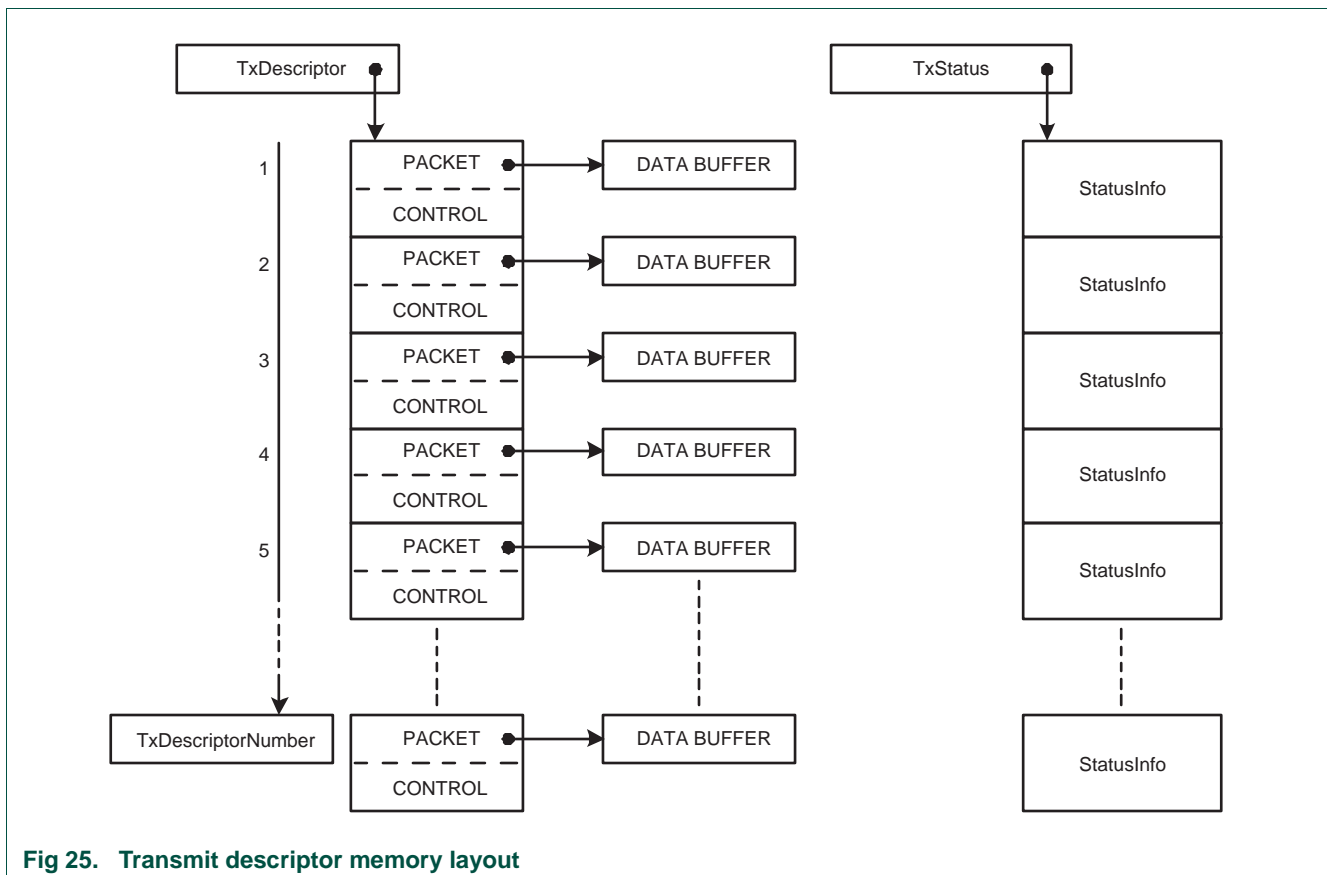 TxDescriptor
TxStatus
1
PACKET
DATA BUFFER
CONTROL
StatusInfo
2
PACKET
DATA BUFFER
CONTROL
StatusInfo
3
PACKET
DATA BUFFER
CONTROL
StatusInfo
4
PACKET
DATA BUFFER
CONTROL
StatusInfo
5
PACKET
DATA BUFFER
CONTROL
StatusInfo
TxDescriptorNumber
PACKET
DATA BUFFER
CONTROL
StatusInfo
Fig 25. Transmit descriptor memory layout